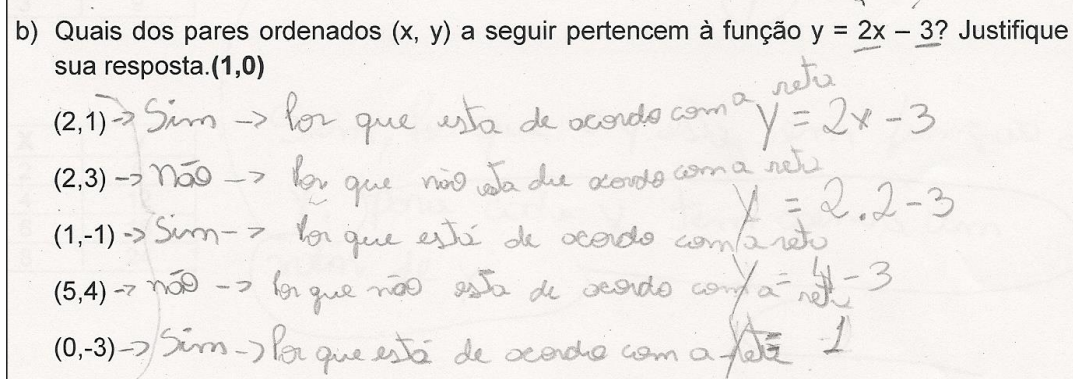 b) Quais dos pares ordenados (x, y) a seguir pertencem à função y = 2x – 3? Justifique
sua resposta.(1,0)
(2,1) -> Sim -> Por que esta de acordo com a reta y = 2x - 3
(2,3) -> não -> Por que não esta de acordo com a reta
y = 2.2-3
(1,-1) -> Sim -> Por que está de acordo com a reta
y = 4 - 3
(5,4) -> não -> Por que não esta de acordo com a reta
(0,-3) -> Sim -> Por que está de acordo com a reta
y = 1